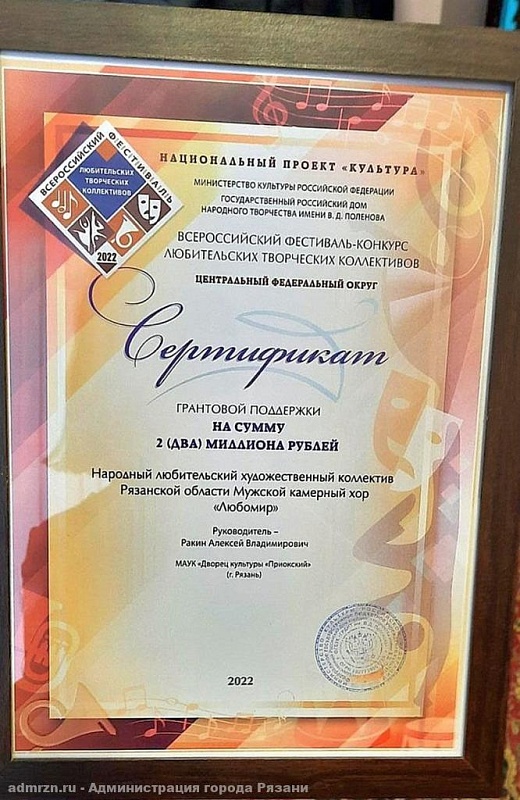 ВСЕРОССИЙСКИЙ ФЕСТИВАЛЬ
ЛЮБИТЕЛЬСКИХ
ТВОРЧЕСКИХ
КОЛЛЕКТИВОВ
2022
НАЦИОНАЛЬНЫЙ ПРОЕКТ «КУЛЬТУРА»
МИНИСТЕРСТВО КУЛЬТУРЫ РОССИЙСКОЙ ФЕДЕРАЦИИ
ГОСУДАРСТВЕННЫЙ РОССИЙСКИЙ ДОМ
НАРОДНОГО ТВОРЧЕСТВА ИМЕНИ В. Д. ПОЛЕНОВА
ВСЕРОССИЙСКИЙ ФЕСТИВАЛЬ-КОНКУРС
ЛЮБИТЕЛЬСКИХ ТВОРЧЕСКИХ КОЛЛЕКТИВОВ
ЦЕНТРАЛЬНЫЙ ФЕДЕРАЛЬНЫЙ ОКРУГ
Сертификат
ГРАНТОВОЙ ПОДДЕРЖКИ
НА СУММУ
2 (ДВА) МИЛЛИОНА РУБЛЕЙ
Народный любительский художественный коллектив
Рязанской области Мужской камерный хор
«Любомир»
Руководитель –
Ракин Алексей Владимирович
МАУК «Дворец культуры «Приокский»
(г. Рязань)
2022
admrzn.ru - Администрация города Рязани